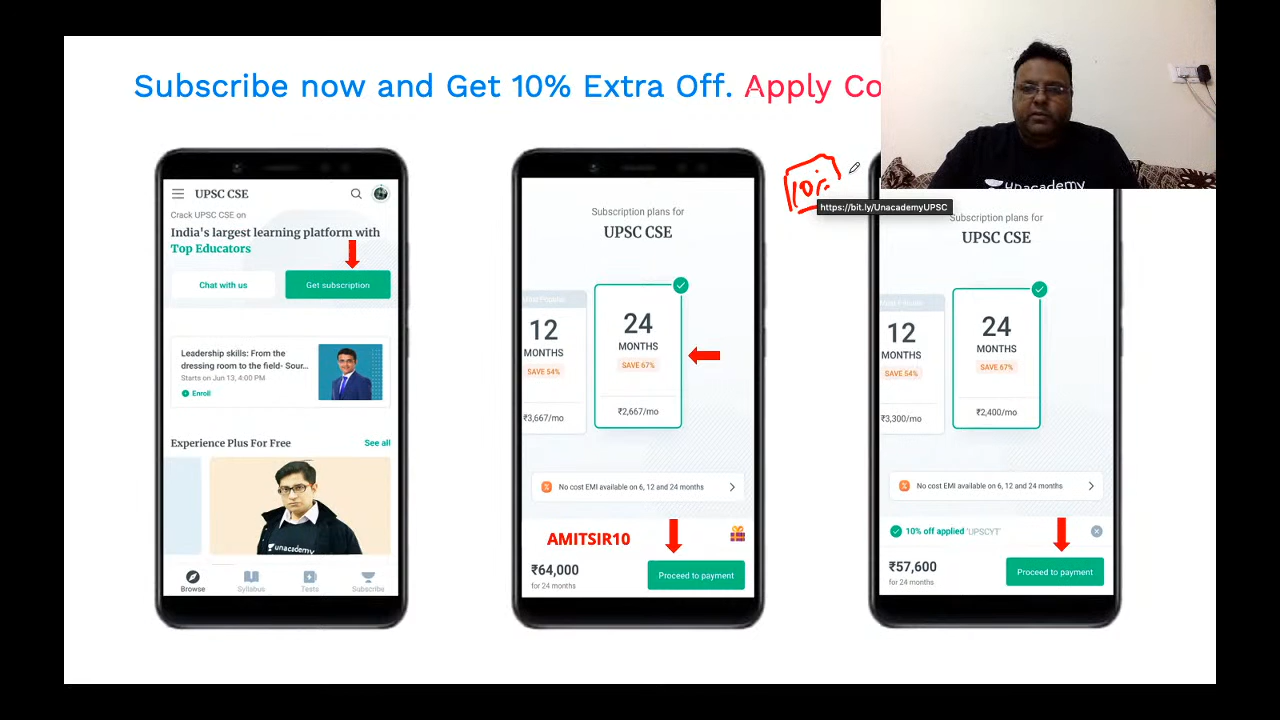 Subscribe now and Get 10% Extra Off. Apply Co
UPSC CSE
Crack UPSC CSE on
India's largest learning platform with
Top Educators
Chat with us
Get subscription
Leadership skills: From the
dressing room to the field- Sour...
Starts on Jun 13, 4:00 PM
Enroll
Experience Plus For Free
See all
unacademy
Browse
Syllabus
Tests
Subscribe
Subscription plans for
UPSC CSE
12
MONTHS
SAVE 54%
₹3,667/mo
24
MONTHS
SAVE 67%
₹2,667/mo
No cost EMI available on 6, 12 and 24 months
AMITSIR10
₹64,000
for 24 months
Proceed to payment
10%
https://bit.ly/UnacademyUPSC
unacademy
Subscription plans for
UPSC CSE
12
MONTHS
SAVE 54%
₹3,300/mo
24
MONTHS
SAVE 67%
₹2,400/mo
No cost EMI available on 6, 12 and 24 months
10% off applied 'UPSCYT'
₹57,600
for 24 months
Proceed to payment